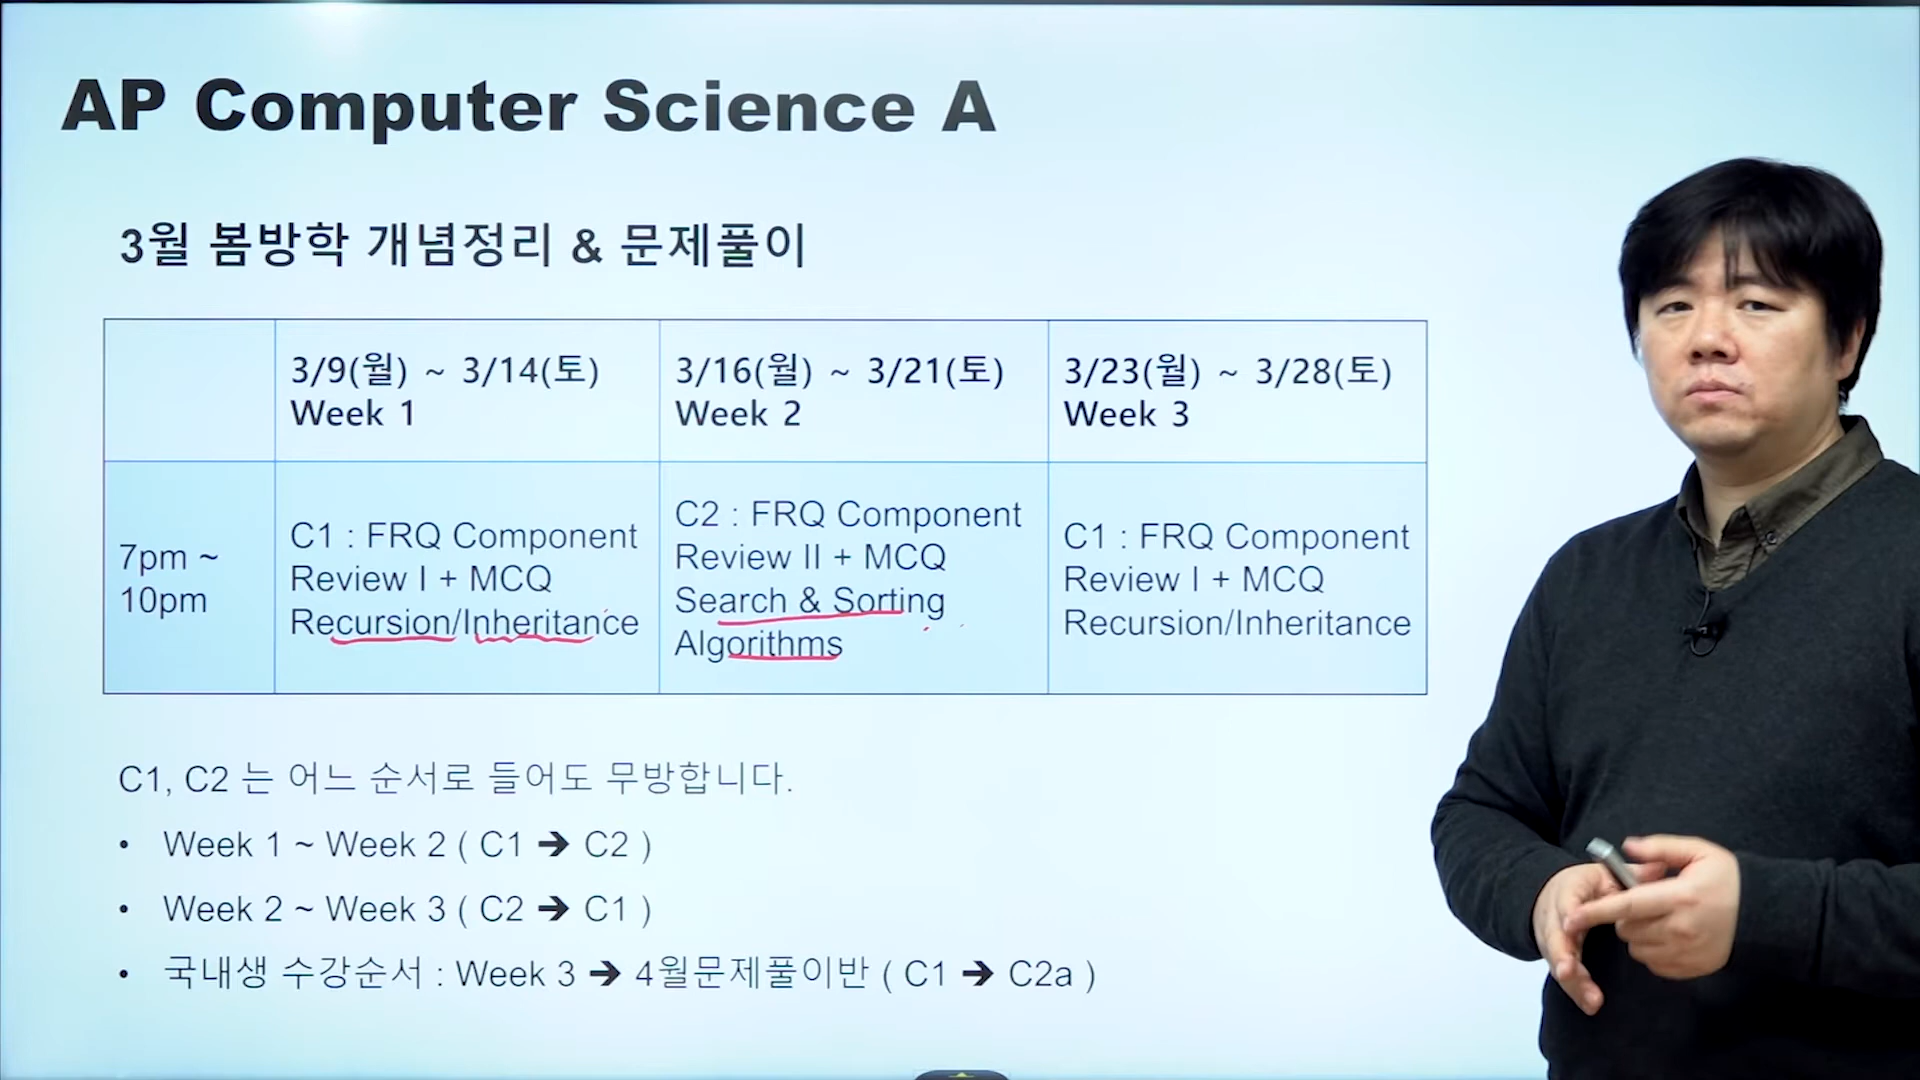 AP Computer Science A
3월 봄방학 개념정리 & 문제풀이
3/9(월) ~ 3/14(토)
Week 1
3/16(월) ~ 3/21(토)
Week 2
3/23(월) ~ 3/28(토)
Week 3
7pm ~
10pm
C1 : FRQ Component
Review I + MCQ
Recursion/Inheritance
C2 : FRQ Component
Review II + MCQ
Search & Sorting
Algorithms
C1 : FRQ Component
Review I + MCQ
Recursion/Inheritance
C1, C2 는 어느 순서로 들어도 무방합니다.
• Week 1 ~ Week 2 ( C1 ➔ C2 )
• Week 2 ~ Week 3 ( C2 ➔ C1 )
• 국내생 수강순서 : Week 3 ➔ 4월문제풀이반 ( C1 ➔ C2a )